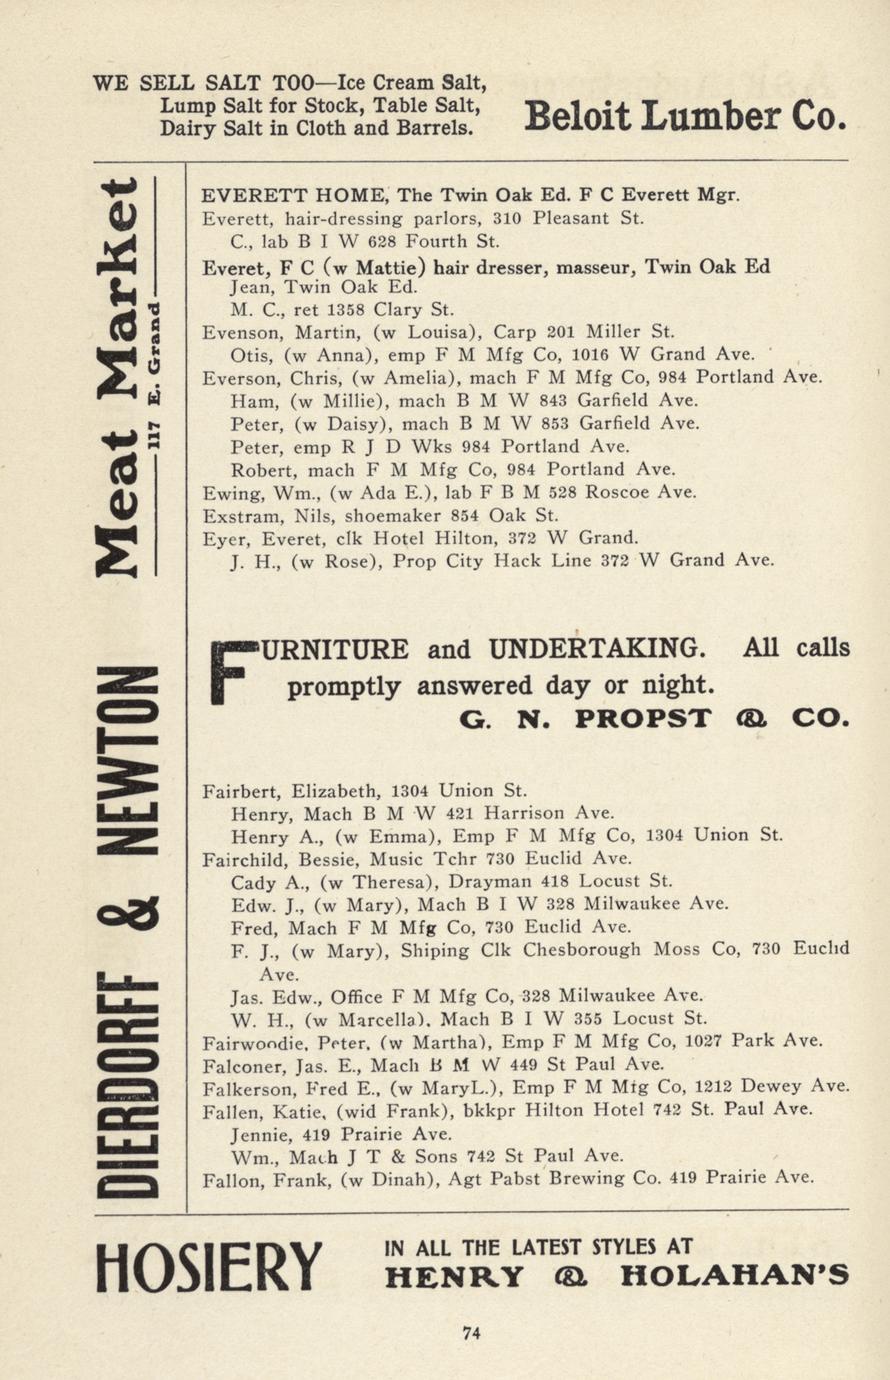 WE SELL SALT TOO—Ice Cream Salt,
Lump Salt for Stock, Table Salt,
Dairy Salt in Cloth and Barrels.
Beloit Lumber Co.
DIERDORFF & NEWTON Meat Market
117 E. Grand
EVERETT HOME, The Twin Oak Ed. F C Everett Mgr.
Everett, hair-dressing parlors, 310 Pleasant St.
C., lab B I W 628 Fourth St.
Everet, F C (w Mattie) hair dresser, masseur, Twin Oak Ed
Jean, Twin Oak Ed.
M. C., ret 1358 Clary St.
Evenson, Martin, (w Louisa), Carp 201 Miller St.
Otis, (w Anna), emp F M Mfg Co, 1016 W Grand Ave.
Everson, Chris, (w Amelia), mach F M Mfg Co, 984 Portland Ave.
Ham, (w Millie), mach B M W 843 Garfield Ave.
Peter, (w Daisy), mach B M W 853 Garfield Ave.
Peter, emp R J D Wks 984 Portland Ave.
Robert, mach F M Mfg Co, 984 Portland Ave.
Ewing, Wm., (w Ada E.), lab F B M 528 Roscoe Ave.
Exstram, Nils, shoemaker 854 Oak St.
Eyer, Everet, clk Hotel Hilton, 372 W Grand.
J. H., (w Rose), Prop City Hack Line 372 W Grand Ave.
FURNITURE and UNDERTAKING. All calls
promptly answered day or night.
G. N. PROPST & CO.
Fairbert, Elizabeth, 1304 Union St.
Henry, Mach B M W 421 Harrison Ave.
Henry A., (w Emma), Emp F M Mfg Co, 1304 Union St.
Fairchild, Bessie, Music Tchr 730 Euclid Ave.
Cady A., (w Theresa), Drayman 418 Locust St.
Edw. J., (w Mary), Mach B I W 328 Milwaukee Ave.
Fred, Mach F M Mfg Co, 730 Euclid Ave.
F. J., (w Mary), Shiping Clk Chesborough Moss Co, 730 Euclid
Ave.
Jas. Edw., Office F M Mfg Co, 328 Milwaukee Ave.
W. H., (w Marcella), Mach B I W 355 Locust St.
Fairwoodie, Peter, (w Martha), Emp F M Mfg Co, 1027 Park Ave.
Falconer, Jas. E., Mach B M W 449 St Paul Ave.
Falkerson, Fred E., (w MaryL.), Emp F M Mfg Co, 1212 Dewey Ave.
Fallen, Katie, (wid Frank), bkkpr Hilton Hotel 742 St. Paul Ave.
Jennie, 419 Prairie Ave.
Wm., Mach J T & Sons 742 St Paul Ave.
Fallon, Frank, (w Dinah), Agt Pabst Brewing Co. 419 Prairie Ave.
HOSIERY
IN ALL THE LATEST STYLES AT
HENRY & HOLAHAN'S
74